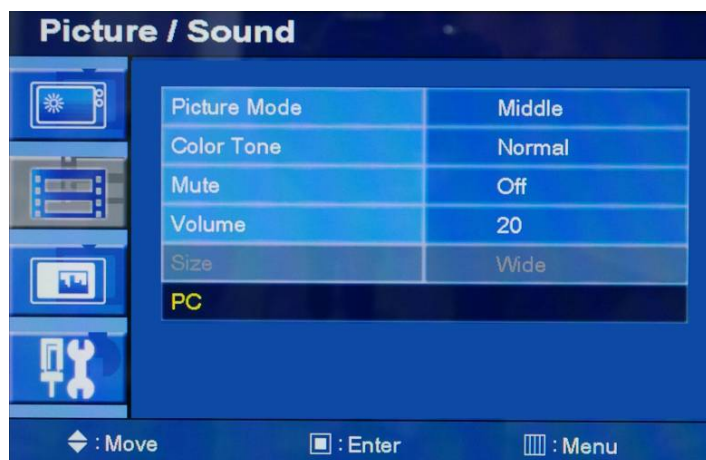 Picture / Sound
Picture Mode Middle
Color Tone Normal
Mute Off
Volume 20
Size Wide
PC
: Move : Enter : Menu